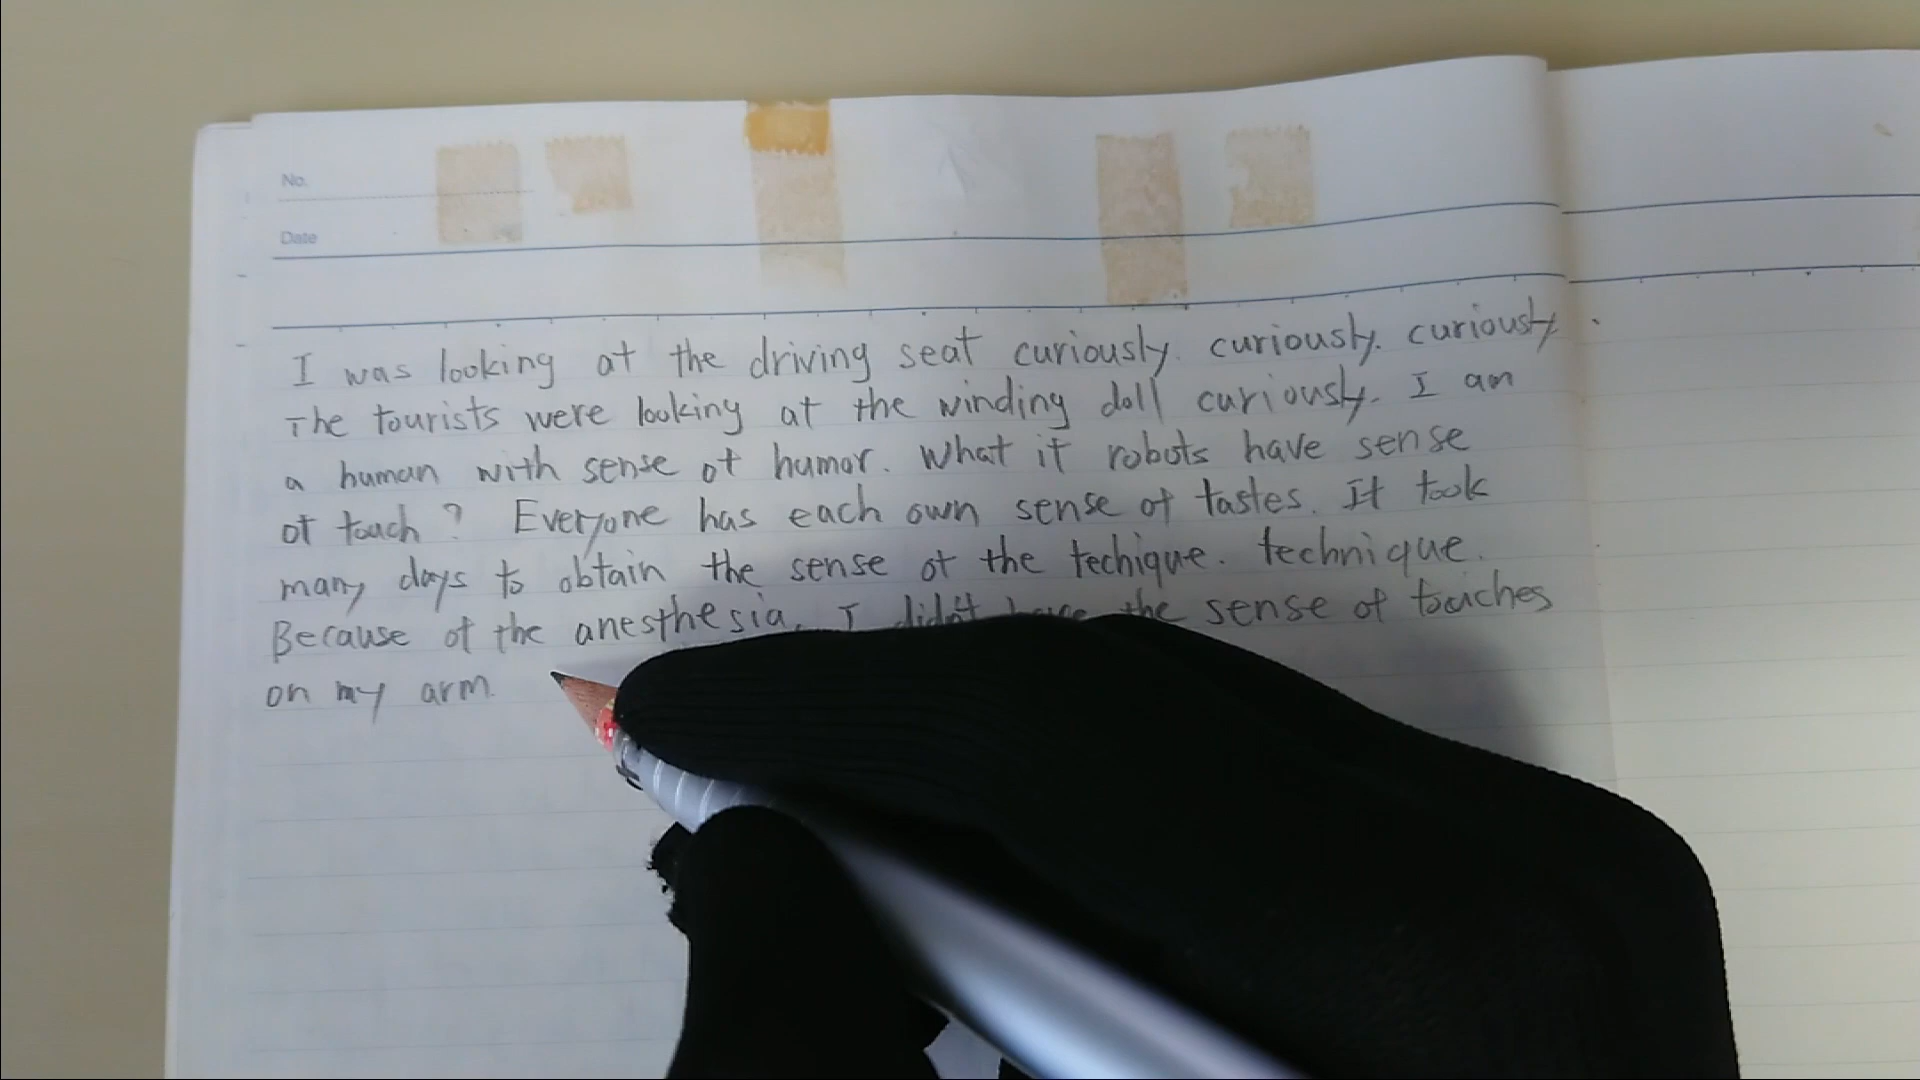 No.
Date
I was looking at the driving seat curiously. curiously. curiously.
The tourists were looking at the winding doll curiously. I am
a human with sense of humor. What if robots have sense
of touch? Everyone has each own sense of tastes. It took
many days to obtain the sense of the techique. technique.
Because of the anesthesia, I didn't have the sense of touches
on my arm.